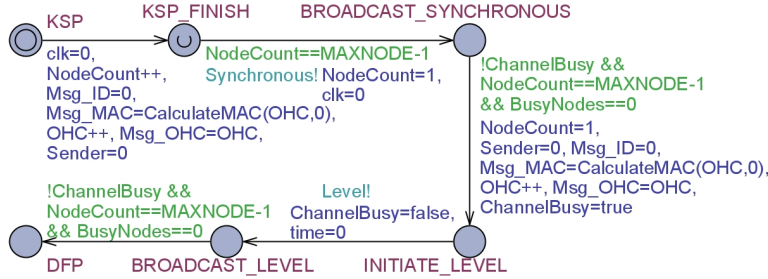 KSP
KSP_FINISH
BROADCAST_SYNCHRONOUS
clk=0,
NodeCount++,
Msg_ID=0,
Msg_MAC=CalculateMAC(OHC,0),
OHC++, Msg_OHC=OHC,
Sender=0
NodeCount==MAXNODE-1
Synchronous!
NodeCount=1,
clk=0
!ChannelBusy &&
NodeCount==MAXNODE-1
&& BusyNodes==0
NodeCount=1,
Sender=0, Msg_ID=0,
Msg_MAC=CalculateMAC(OHC,0),
OHC++, Msg_OHC=OHC,
ChannelBusy=true
!ChannelBusy &&
NodeCount==MAXNODE-1
&& BusyNodes==0
Level!
ChannelBusy=false,
time=0
DFP
BROADCAST_LEVEL
INITIATE_LEVEL